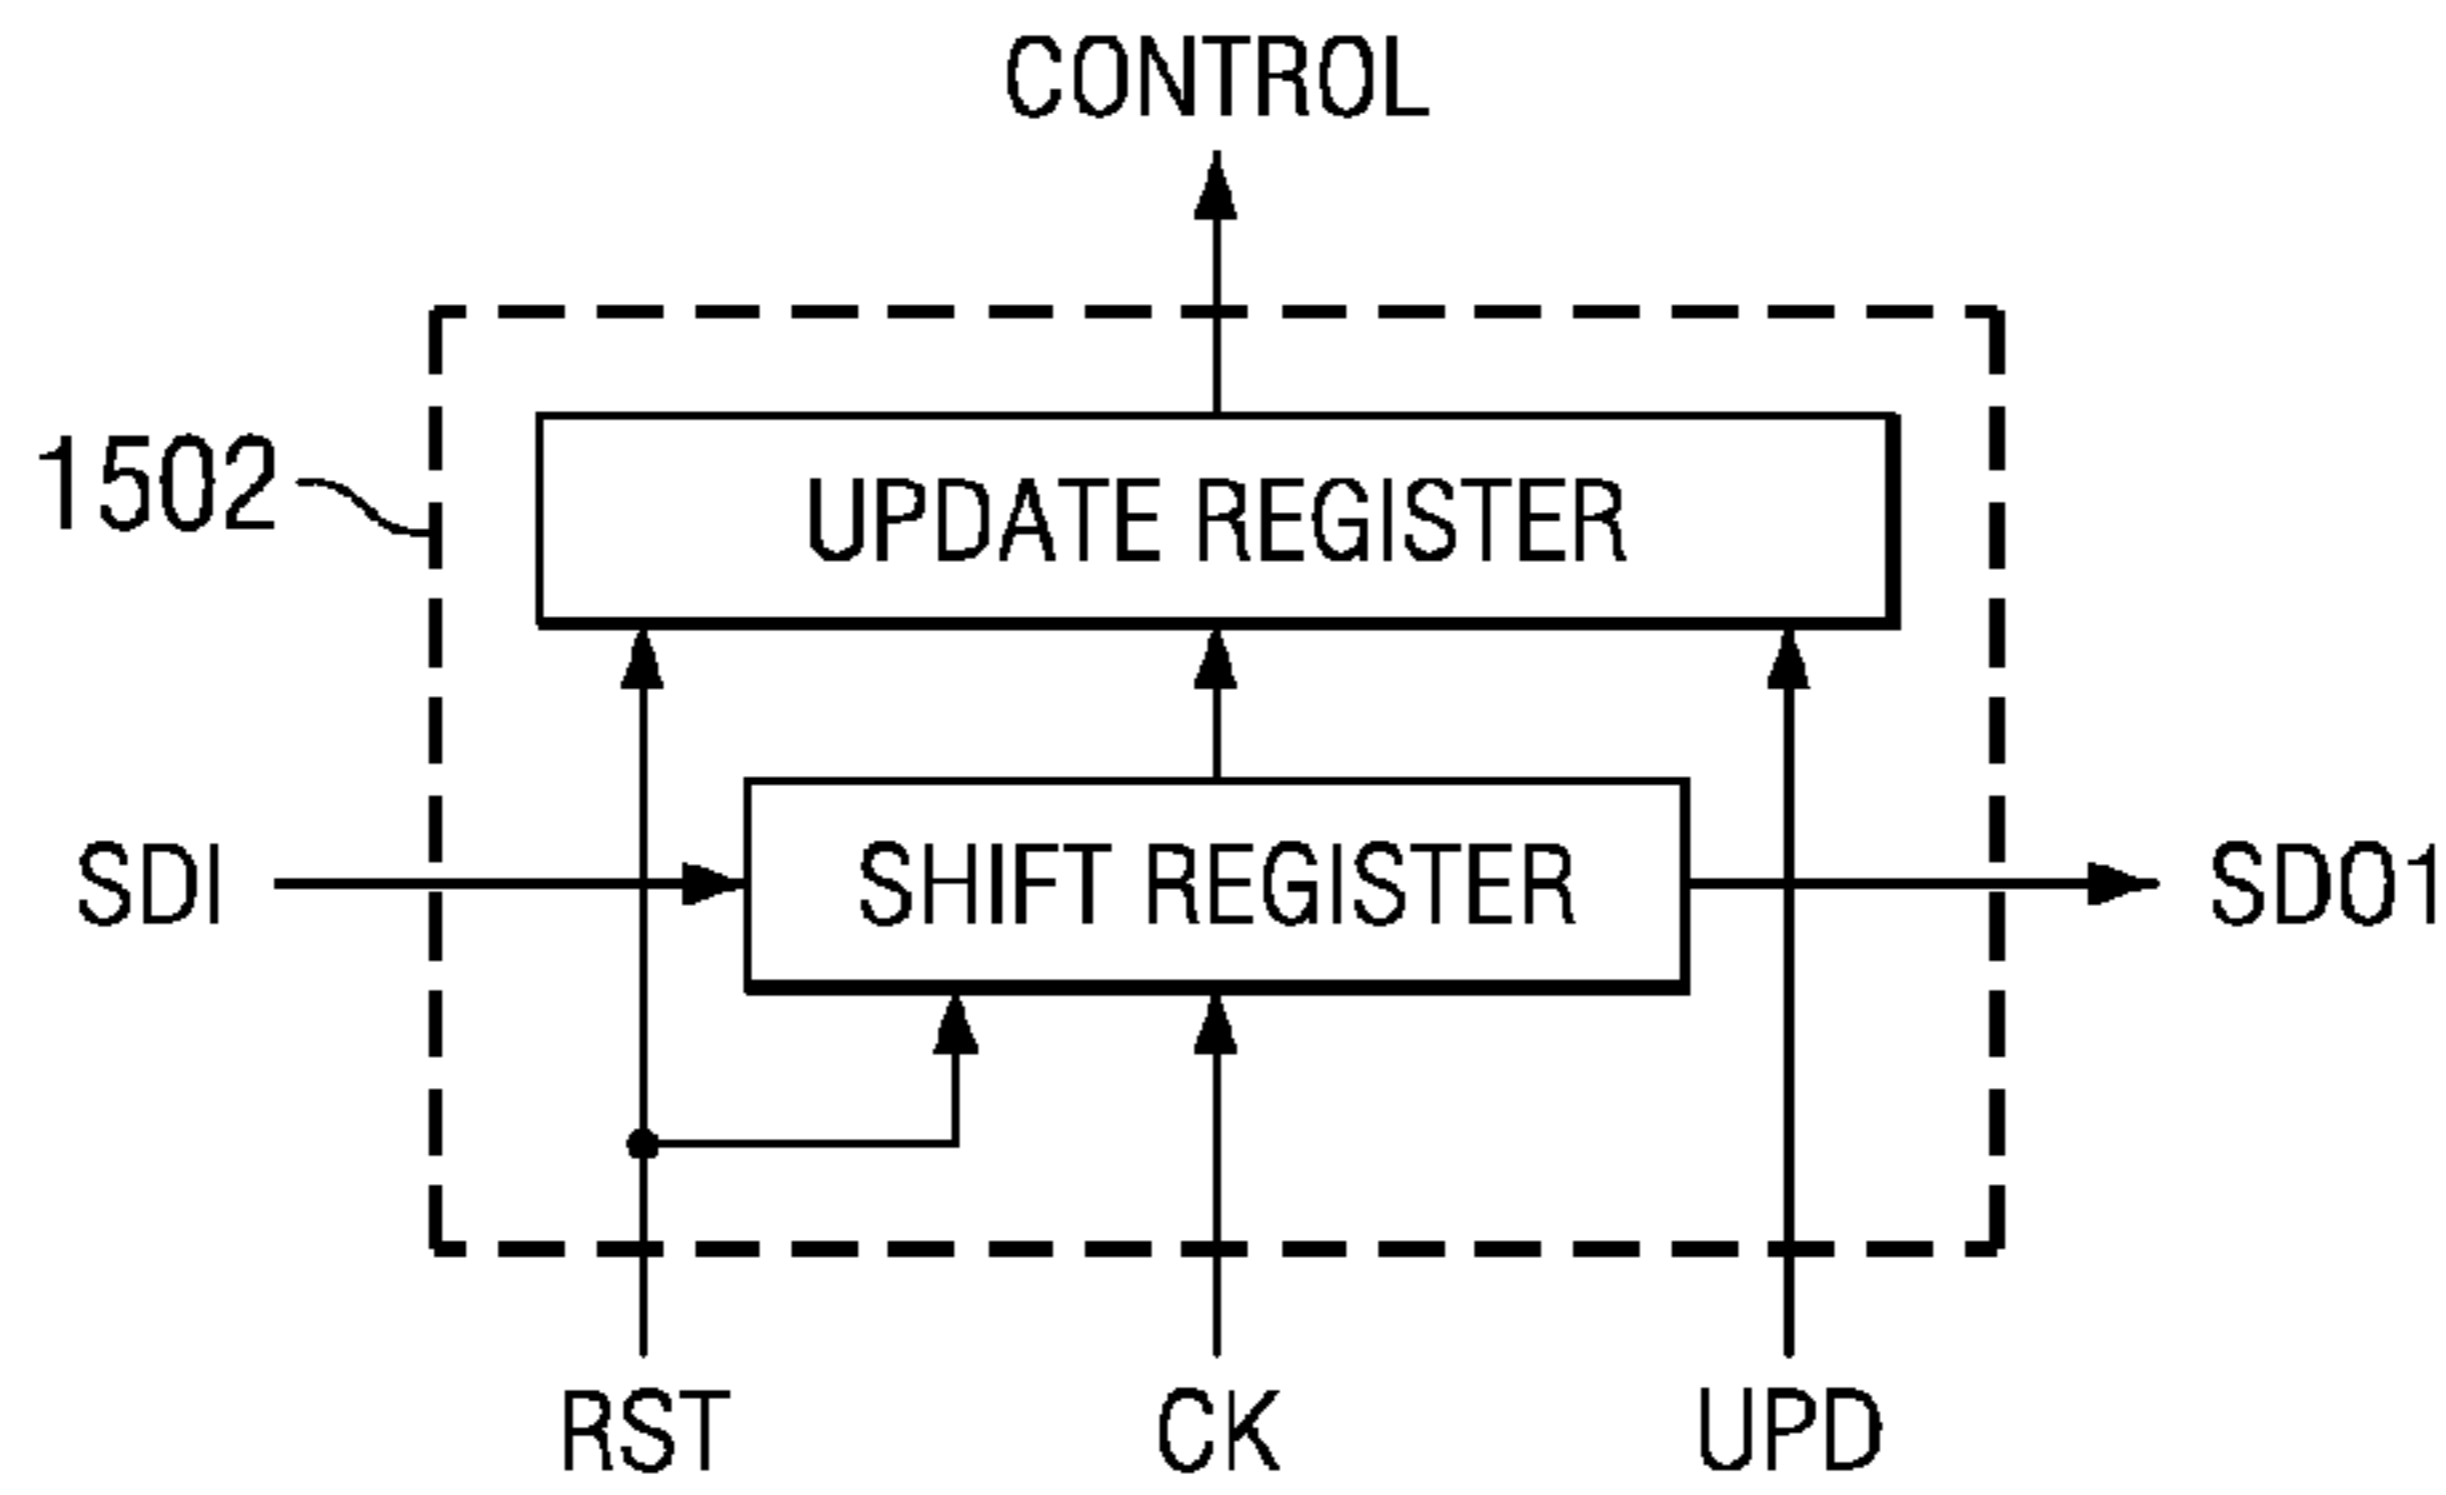 CONTROL
1502
UPDATE REGISTER
SDI
SHIFT REGISTER
SDO1
RST
CK
UPD